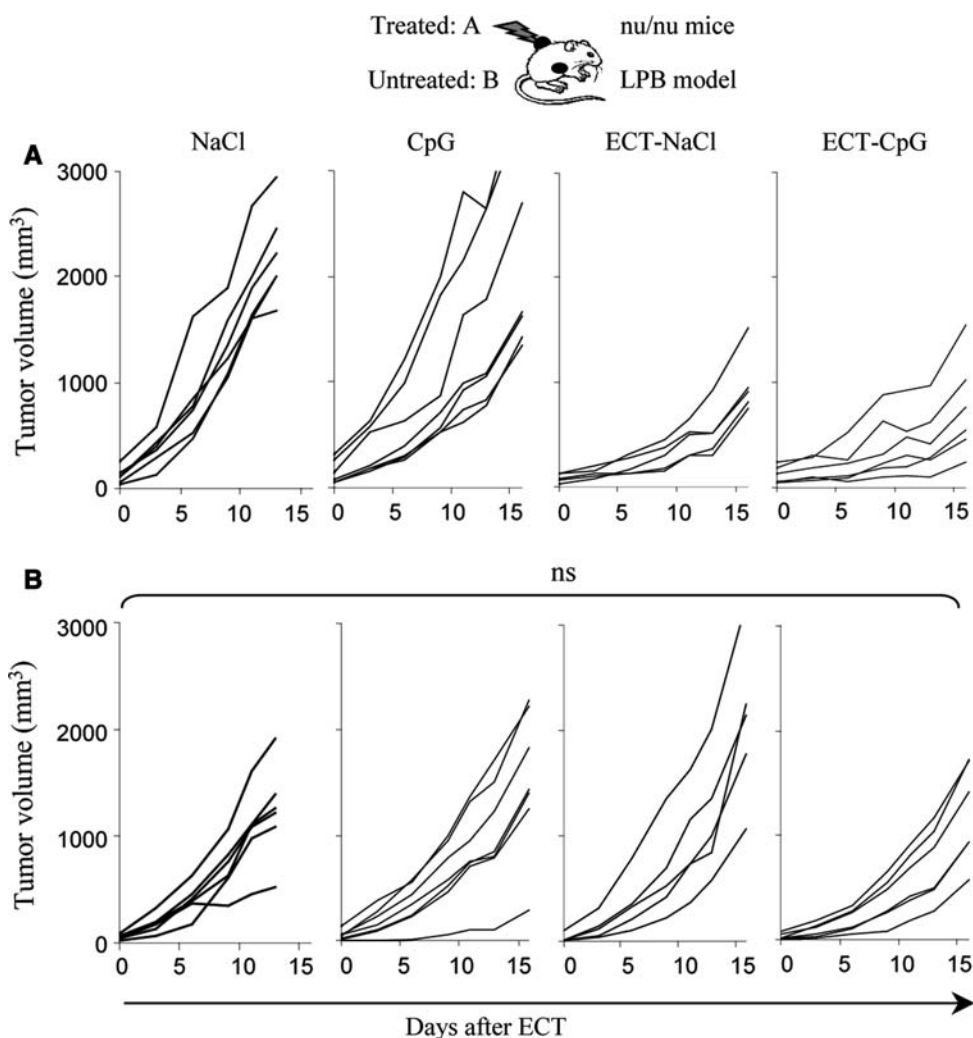 Treated: A nu/nu mice
Untreated: B LPB model
NaCl CpG ECT-NaCl ECT-CpG
A
Tumor volume (mm³)
3000
2000
1000
0
0 5 10 15 0 5 10 15 0 5 10 15 0 5 10 15
B
ns
Tumor volume (mm³)
3000
2000
1000
0
0 5 10 15 0 5 10 15 0 5 10 15 0 5 10 15
Days after ECT